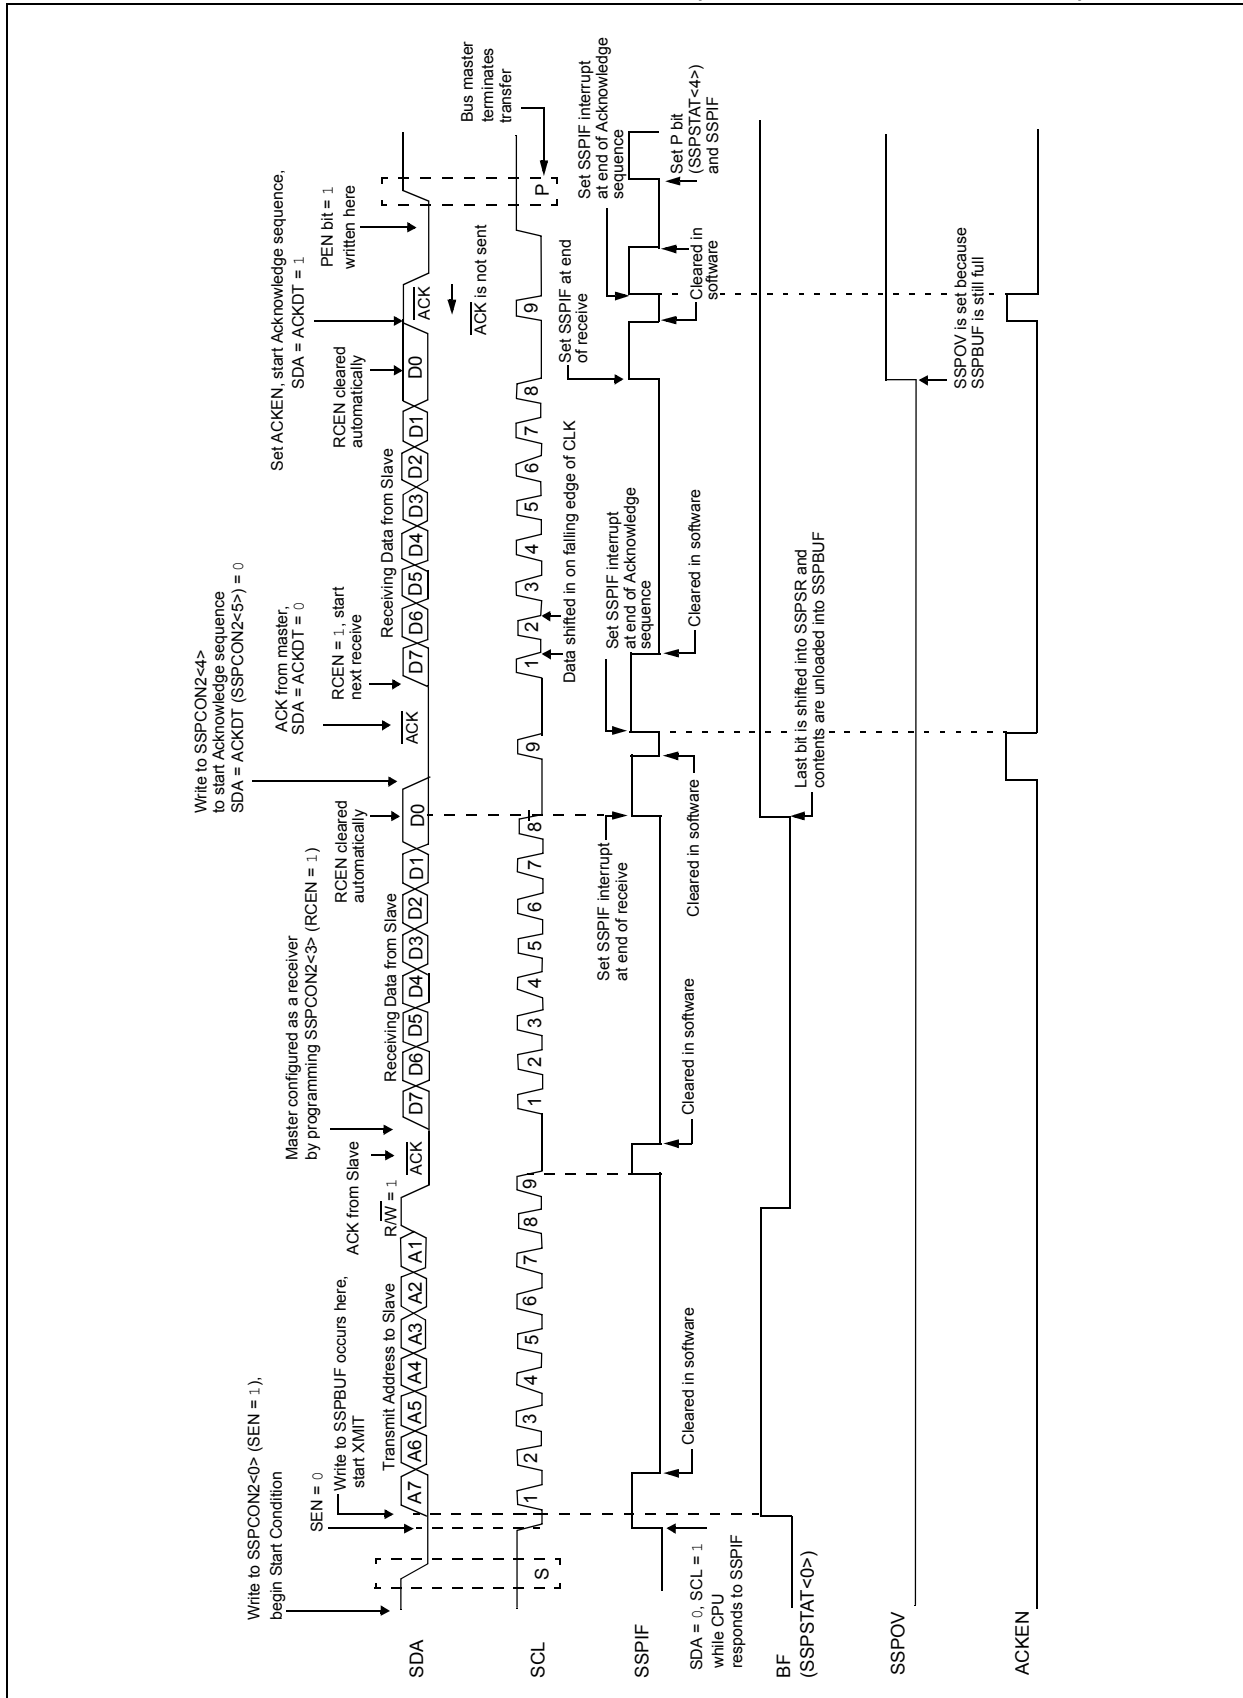 Write to SSPCON2<0> (SEN = 1),
begin Start Condition
SEN = 0
Write to SSPBUF occurs here,
start XMIT
Transmit Address to Slave
R/W = 1
ACK from Slave
Master configured as a receiver
by programming SSPCON2<3> (RCEN = 1)
Receiving Data from Slave
RCEN cleared
automatically
Write to SSPCON2<4>
to start Acknowledge sequence
SDA = ACKDT (SSPCON2<5>) = 0
ACK from master,
SDA = ACKDT = 0
RCEN = 1, start
next receive
Receiving Data from Slave
RCEN cleared
automatically
Set ACKEN, start Acknowledge sequence,
SDA = ACKDT = 1
PEN bit = 1
written here
SDA
A7 A6 A5 A4 A3 A2 A1 ACK D7 D6 D5 D4 D3 D2 D1 D0 ACK D7 D6 D5 D4 D3 D2 D1 D0 ACK
ACK is not sent
Bus master
terminates
transfer
SCL
S 1 2 3 4 5 6 7 8 9 1 2 3 4 5 6 7 8 9 1 2 3 4 5 6 7 8 9 P
Data shifted in on falling edge of CLK
Set SSPIF interrupt
at end of receive
Set SSPIF interrupt
at end of Acknowledge
sequence
Set SSPIF at end
of receive
Set SSPIF interrupt
at end of Acknowledge
sequence
SSPIF
SDA = 0, SCL = 1
while CPU
responds to SSPIF
Cleared in software
Cleared in software
Cleared in software
Cleared in software
Cleared in
software
Set P bit
(SSPSTAT<4>)
and SSPIF
BF
(SSPSTAT<0>)
Last bit is shifted into SSPSR and
contents are unloaded into SSPBUF
SSPOV
SSPOV is set because
SSPBUF is still full
ACKEN